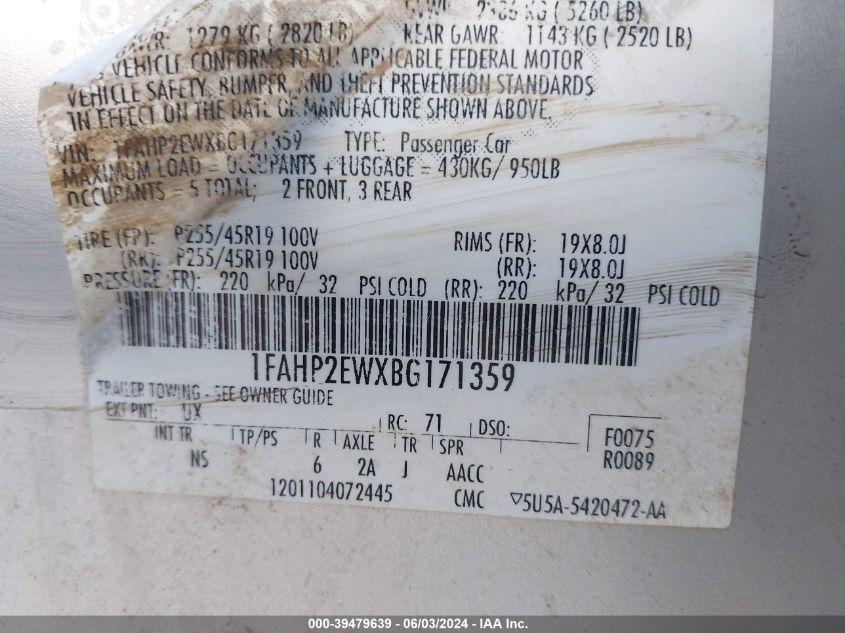 KG ( 5260 LB)
1279 KG ( 2820 LB) REAR GAWR: 1143 KG ( 2520 LB)
VEHICLE CONFORMS TO ALL APPLICABLE FEDERAL MOTOR
VEHICLE SAFETY, BUMPER, AND THEFT PREVENTION STANDARDS
IN EFFECT ON THE DATE OF MANUFACTURE SHOWN ABOVE.
VIN: 1FAHP2EWXBG171359 TYPE: Passenger Car
MAXIMUM LOAD = OCCUPANTS + LUGGAGE = 430KG/ 950LB
OCCUPANTS = 5 TOTAL; 2 FRONT, 3 REAR
TIRE (FR): P255/45R19 100V RIMS (FR): 19X8.0J
(RR): P255/45R19 100V (RR): 19X8.0J
PRESSURE (FR): 220 kPa/ 32 PSI COLD (RR): 220 kPa/ 32 PSI COLD
1FAHP2EWXBG171359
TRAILER TOWING - SEE OWNER GUIDE
EXT PNT: UX RC: 71 DSO: F0075
INT TR TP/PS R AXLE TR SPR R0089
NS 6 2A J AACC
1201104072445 CMC ▽5U5A-5420472-AA
000-39479639 - 06/03/2024 - IAA Inc.